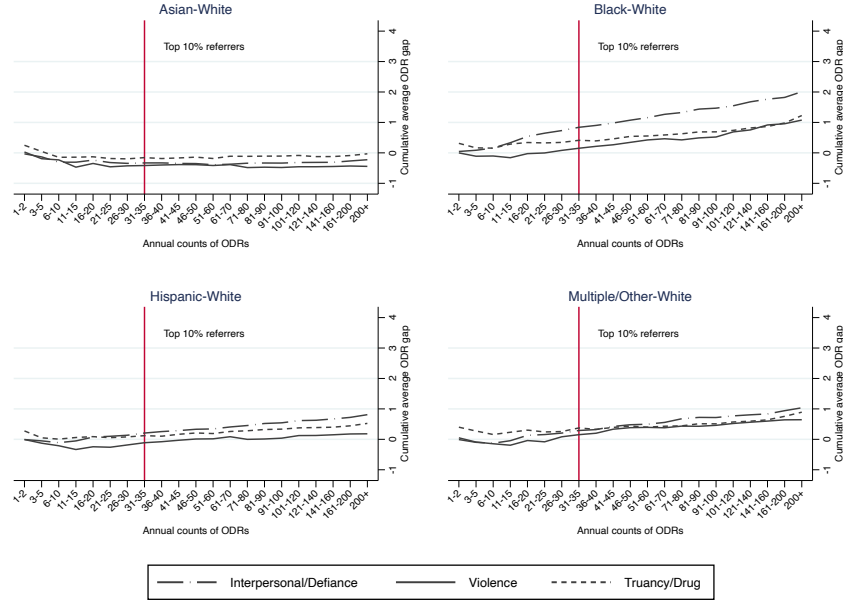 Asian-White
Top 10% referrers
-1 0 1 2 3 4
Cumulative average ODR gap
1-2 3-5 6-10 11-15 16-20 21-25 26-30 31-35 36-40 41-45 46-50 51-60 61-70 71-80 81-90 91-100 101-120 121-140 141-160 161-200 200+
Annual counts of ODRs
Black-White
Top 10% referrers
-1 0 1 2 3 4
Cumulative average ODR gap
1-2 3-5 6-10 11-15 16-20 21-25 26-30 31-35 36-40 41-45 46-50 51-60 61-70 71-80 81-90 91-100 101-120 121-140 141-160 161-200 200+
Annual counts of ODRs
Hispanic-White
Top 10% referrers
-1 0 1 2 3 4
Cumulative average ODR gap
1-2 3-5 6-10 11-15 16-20 21-25 26-30 31-35 36-40 41-45 46-50 51-60 61-70 71-80 81-90 91-100 101-120 121-140 141-160 161-200 200+
Annual counts of ODRs
Multiple/Other-White
Top 10% referrers
-1 0 1 2 3 4
Cumulative average ODR gap
1-2 3-5 6-10 11-15 16-20 21-25 26-30 31-35 36-40 41-45 46-50 51-60 61-70 71-80 81-90 91-100 101-120 121-140 141-160 161-200 200+
Annual counts of ODRs
Interpersonal/Defiance Violence Truancy/Drug